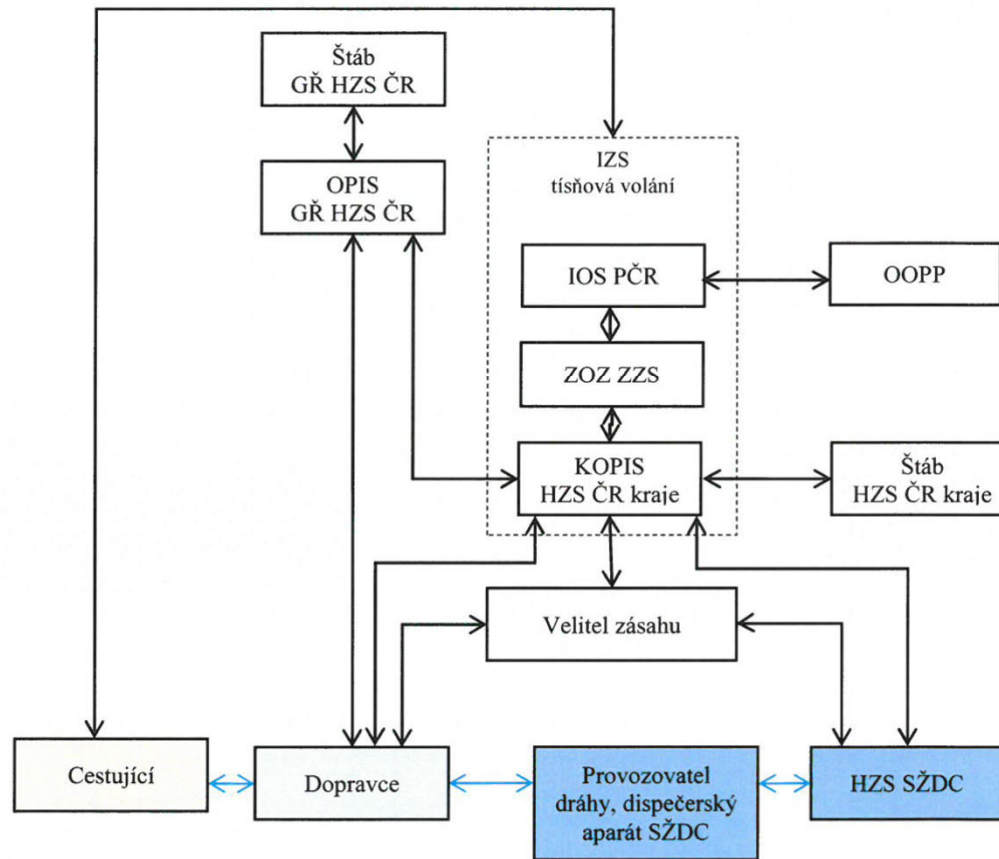 Štáb
GŘ HZS ČR
OPIS
GŘ HZS ČR
IZS
tísňová volání
IOS PČR
OOPP
ZOZ ZZS
KOPIS
HZS ČR kraje
Štáb
HZS ČR kraje
Velitel zásahu
Cestující
Dopravce
Provozovatel
dráhy, dispečerský
aparát SŽDC
HZS SŽDC